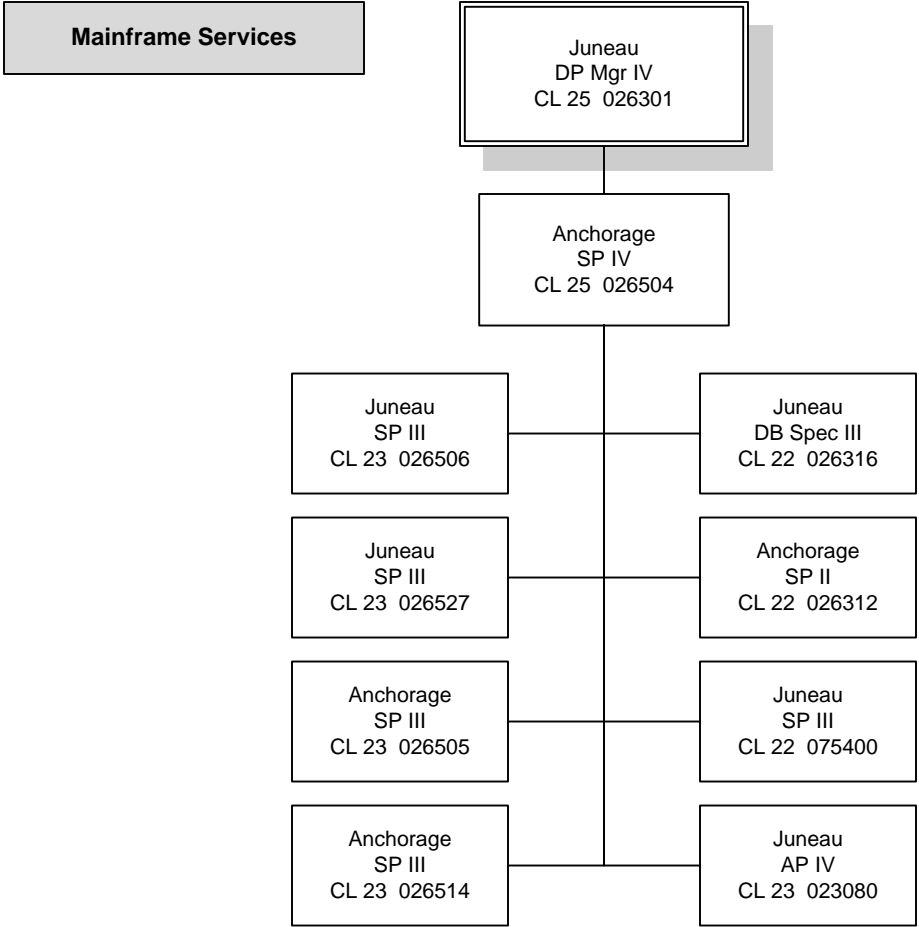 Mainframe Services
Juneau
DP Mgr IV
CL 25 026301
Anchorage
SP IV
CL 25 026504
Juneau
SP III
CL 23 026506
Juneau
DB Spec III
CL 22 026316
Juneau
SP III
CL 23 026527
Anchorage
SP II
CL 22 026312
Anchorage
SP III
CL 23 026505
Juneau
SP III
CL 22 075400
Anchorage
SP III
CL 23 026514
Juneau
AP IV
CL 23 023080